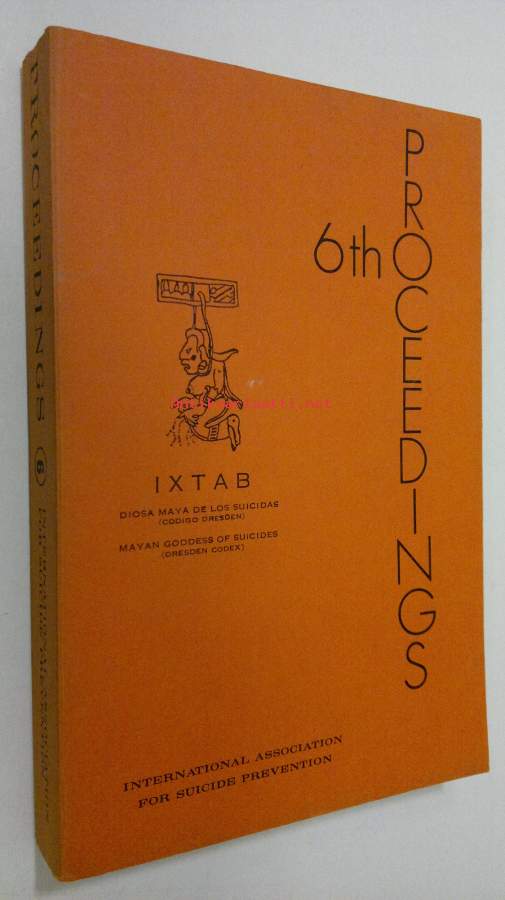 PROCEEDINGS
6th
IXTAB
DIOSA MAYA DE LOS SUICIDAS
(CODIGO DRESDEN)
MAYAN GODDESS OF SUICIDES
(DRESDEN CODEX)
INTERNATIONAL ASSOCIATION
FOR SUICIDE PREVENTION
PROCEEDINGS 6